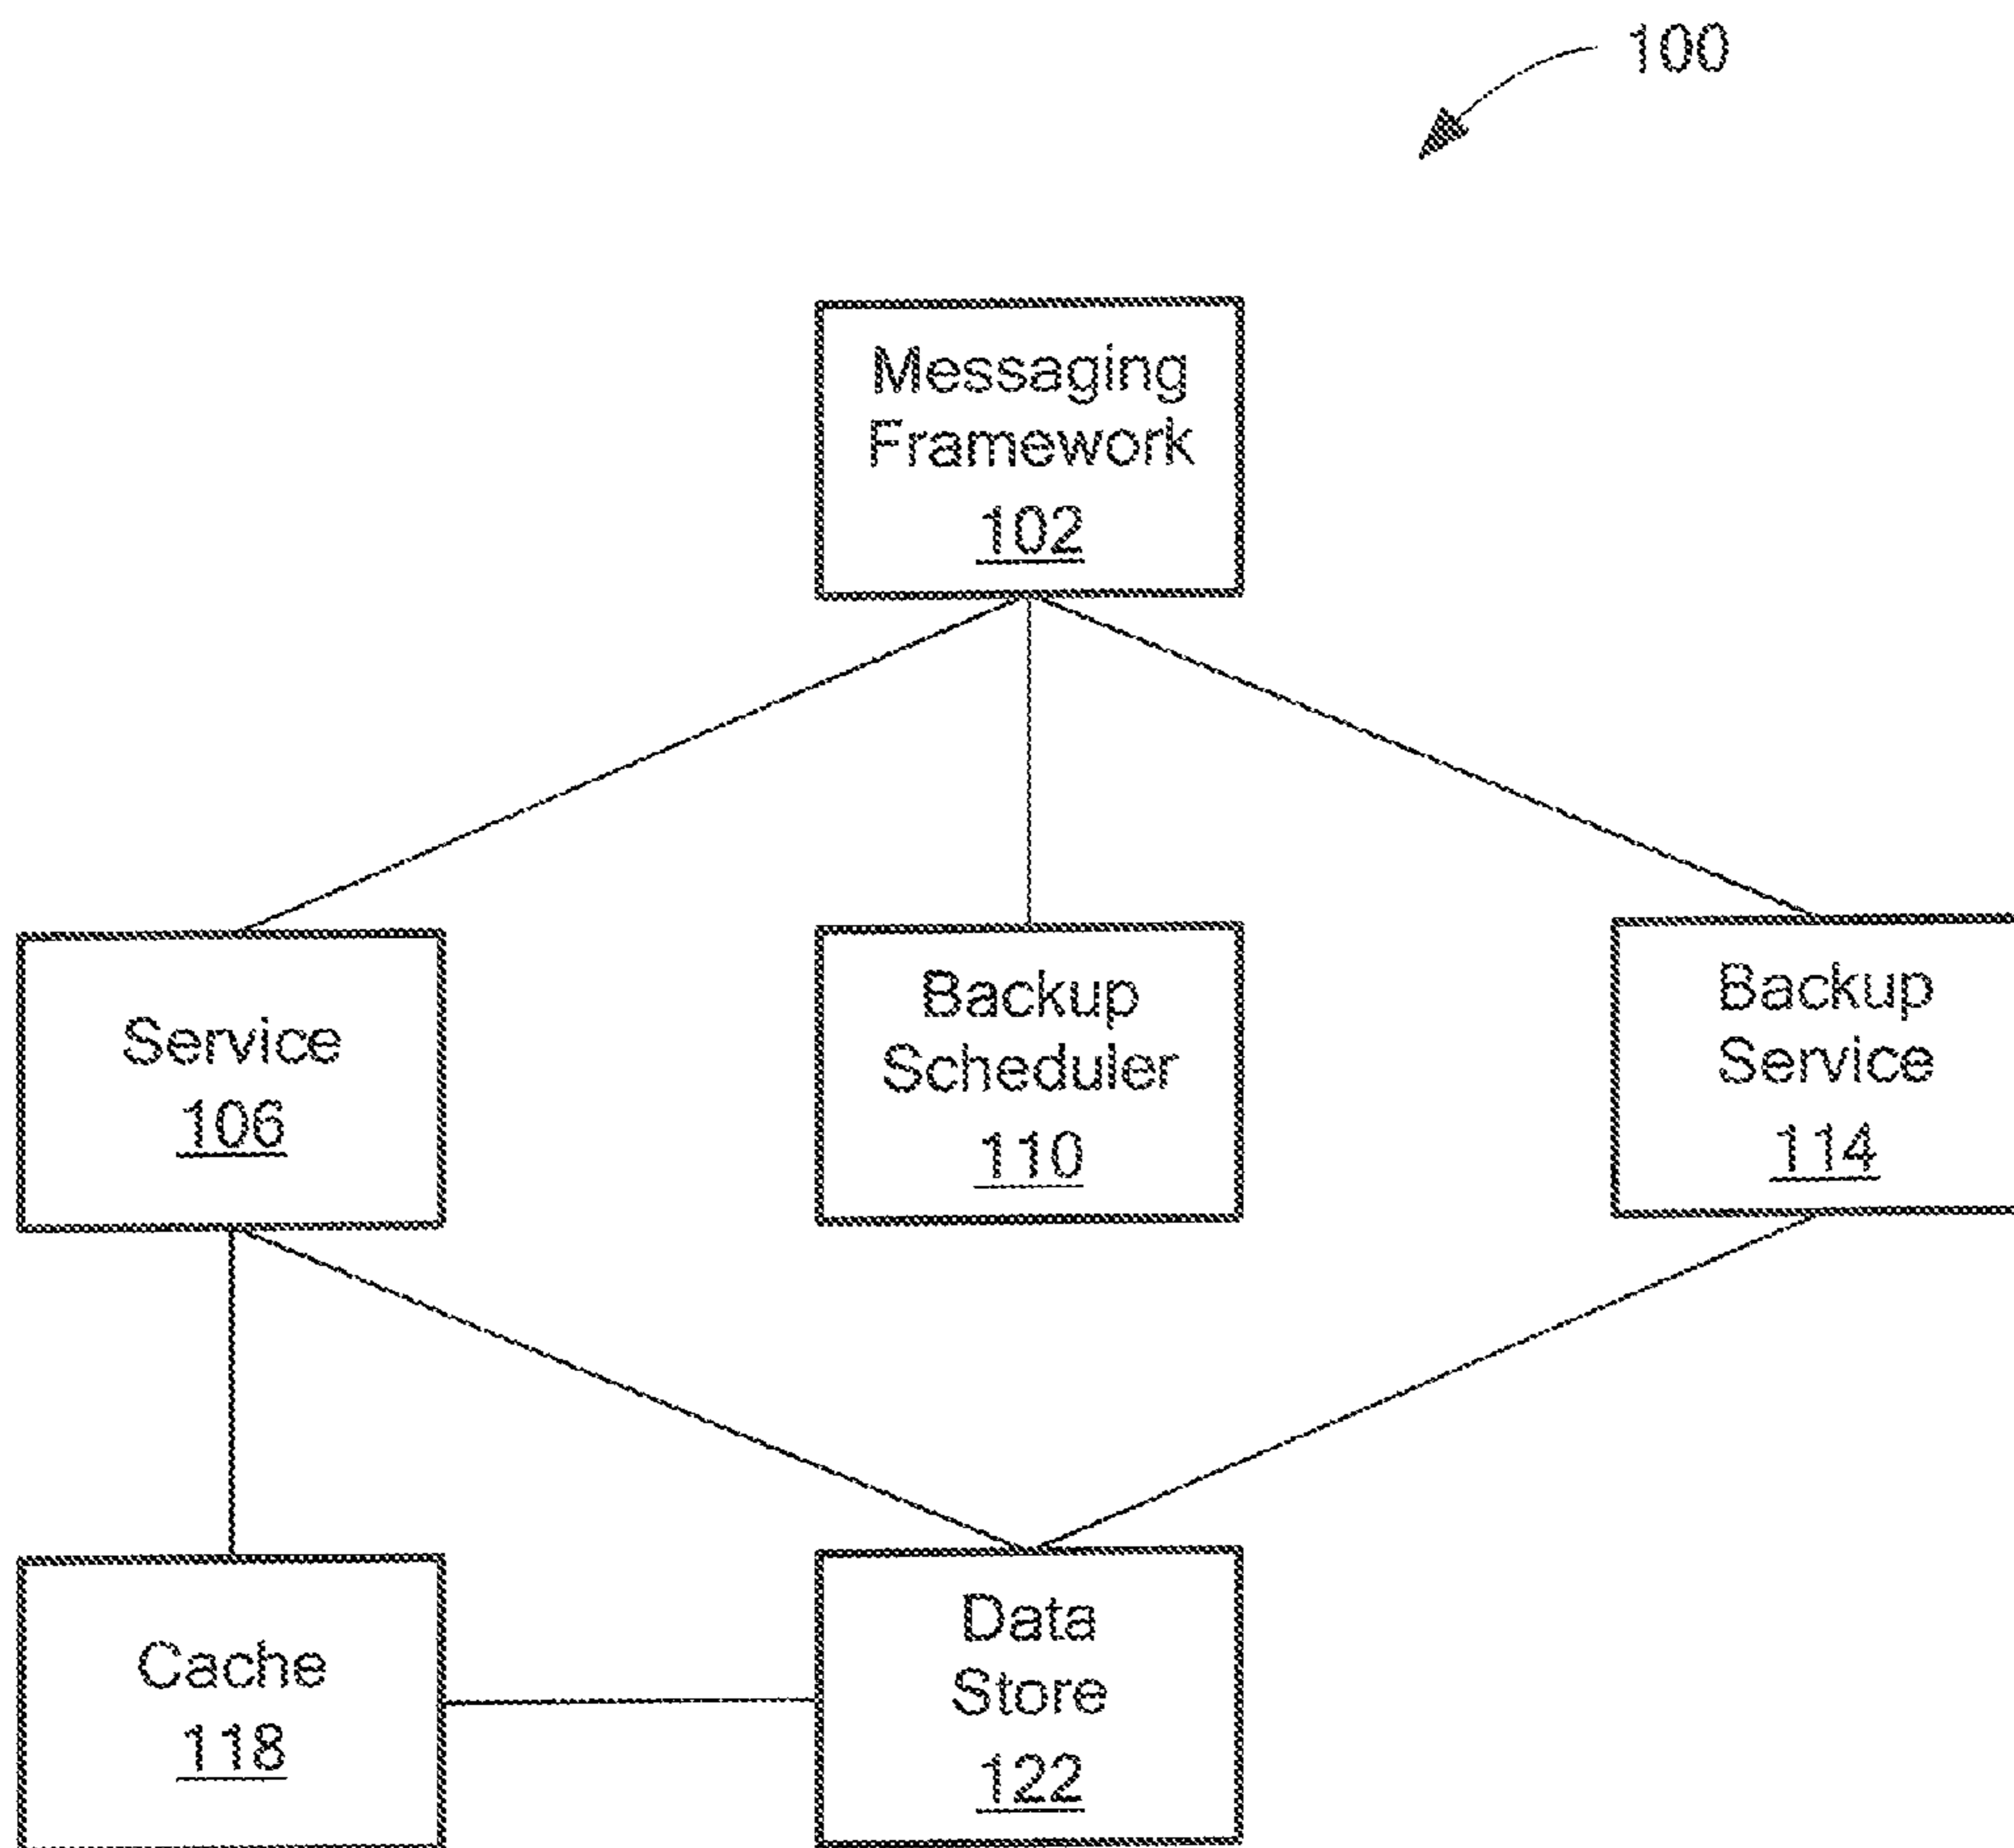 100
Messaging
Framework
102
Service
106
Backup
Scheduler
110
Backup
Service
114
Cache
118
Data
Store
122